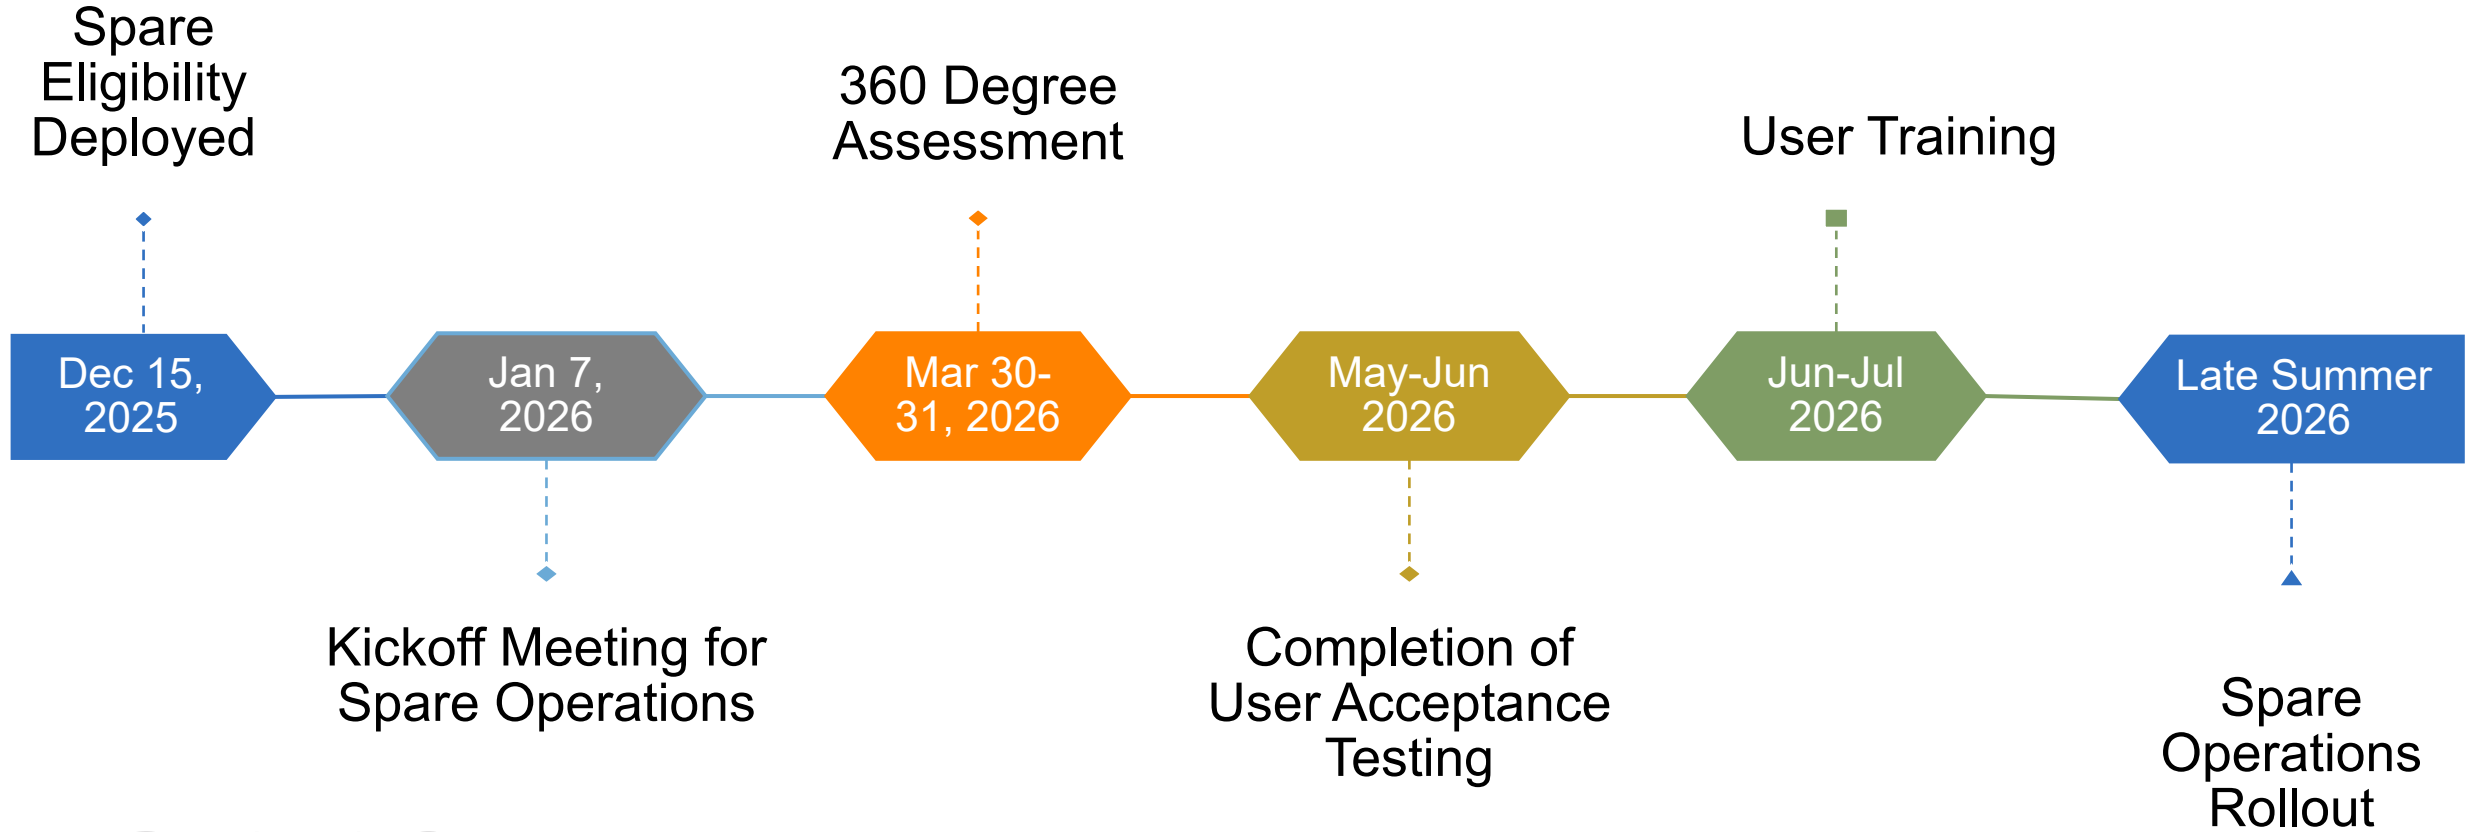 Spare
Eligibility
Deployed
360 Degree
Assessment
User Training
Dec 15,
2025
Jan 7,
2026
Mar 30-
31, 2026
May-Jun
2026
Jun-Jul
2026
Late Summer
2026
Kickoff Meeting for
Spare Operations
Completion of
User Acceptance
Testing
Spare
Operations
Rollout